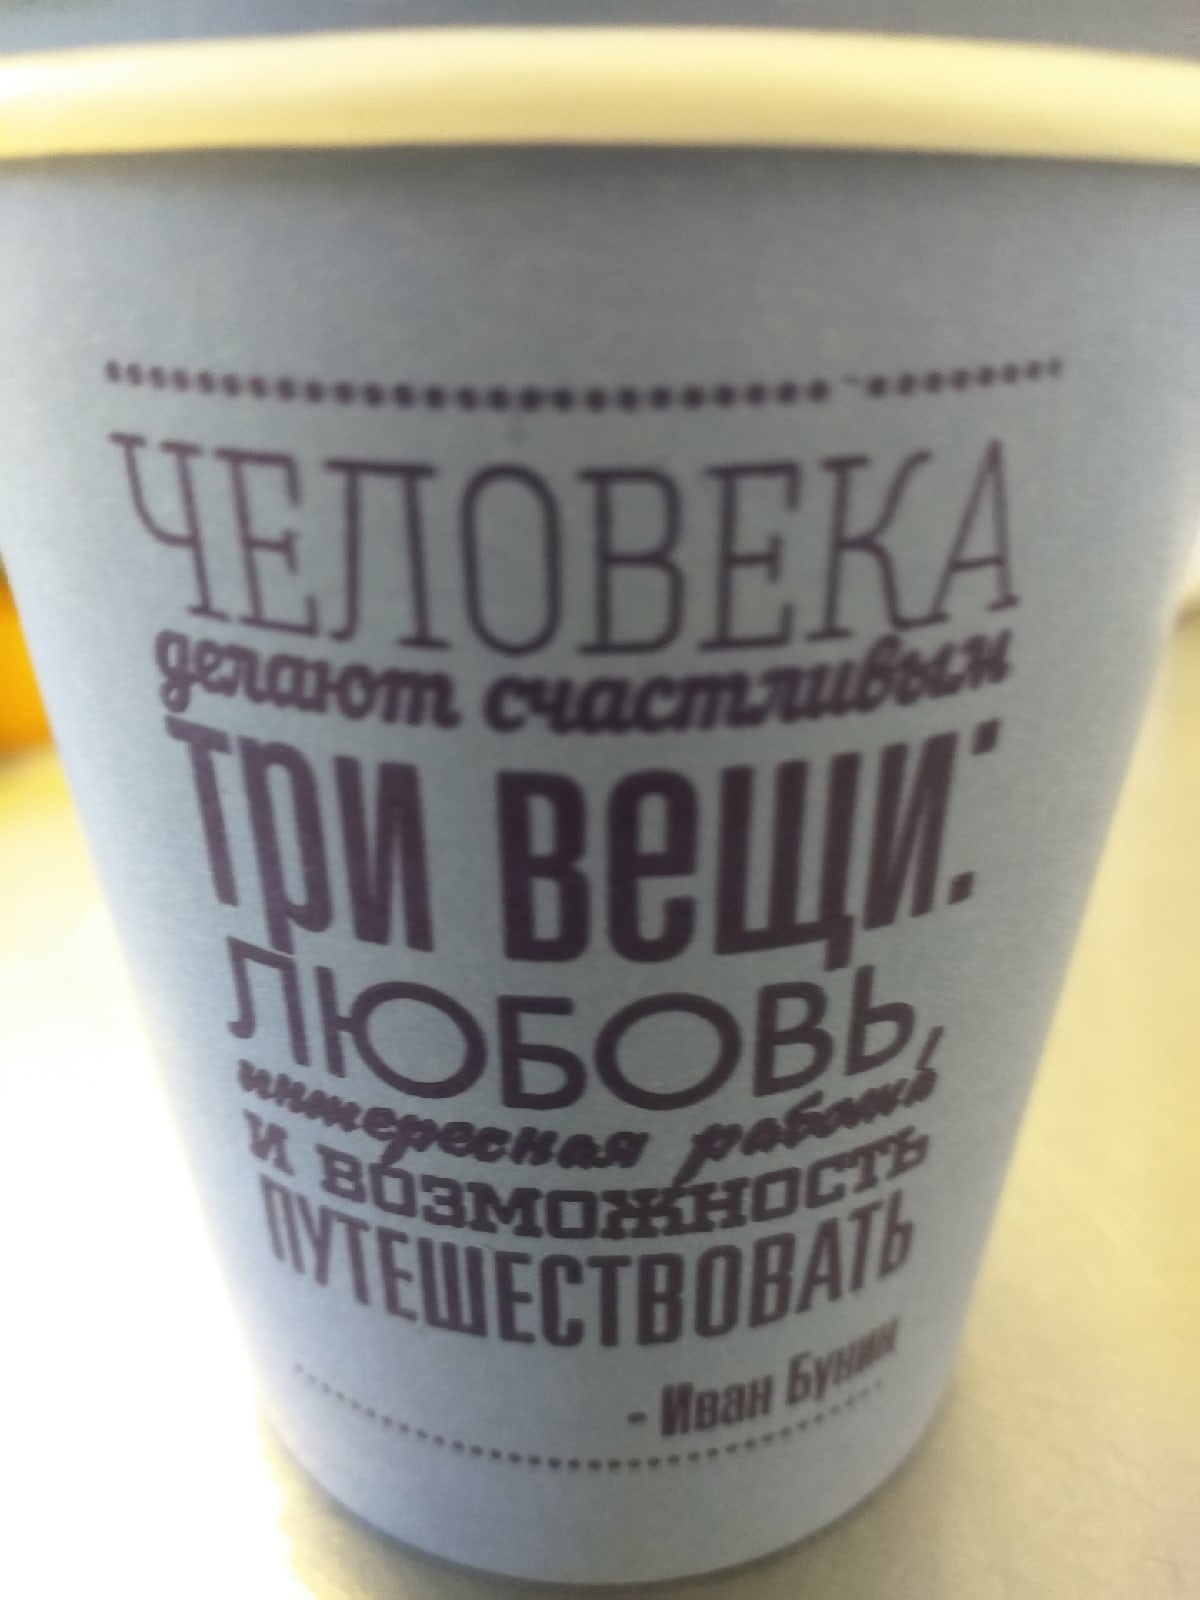 ЧЕЛОВЕКА
делают счастливым
Три вещи:
ЛЮБОВЬ,
интересная работа
и возможность
ПУТЕШЕСТВОВАТЬ
- Иван Бунин